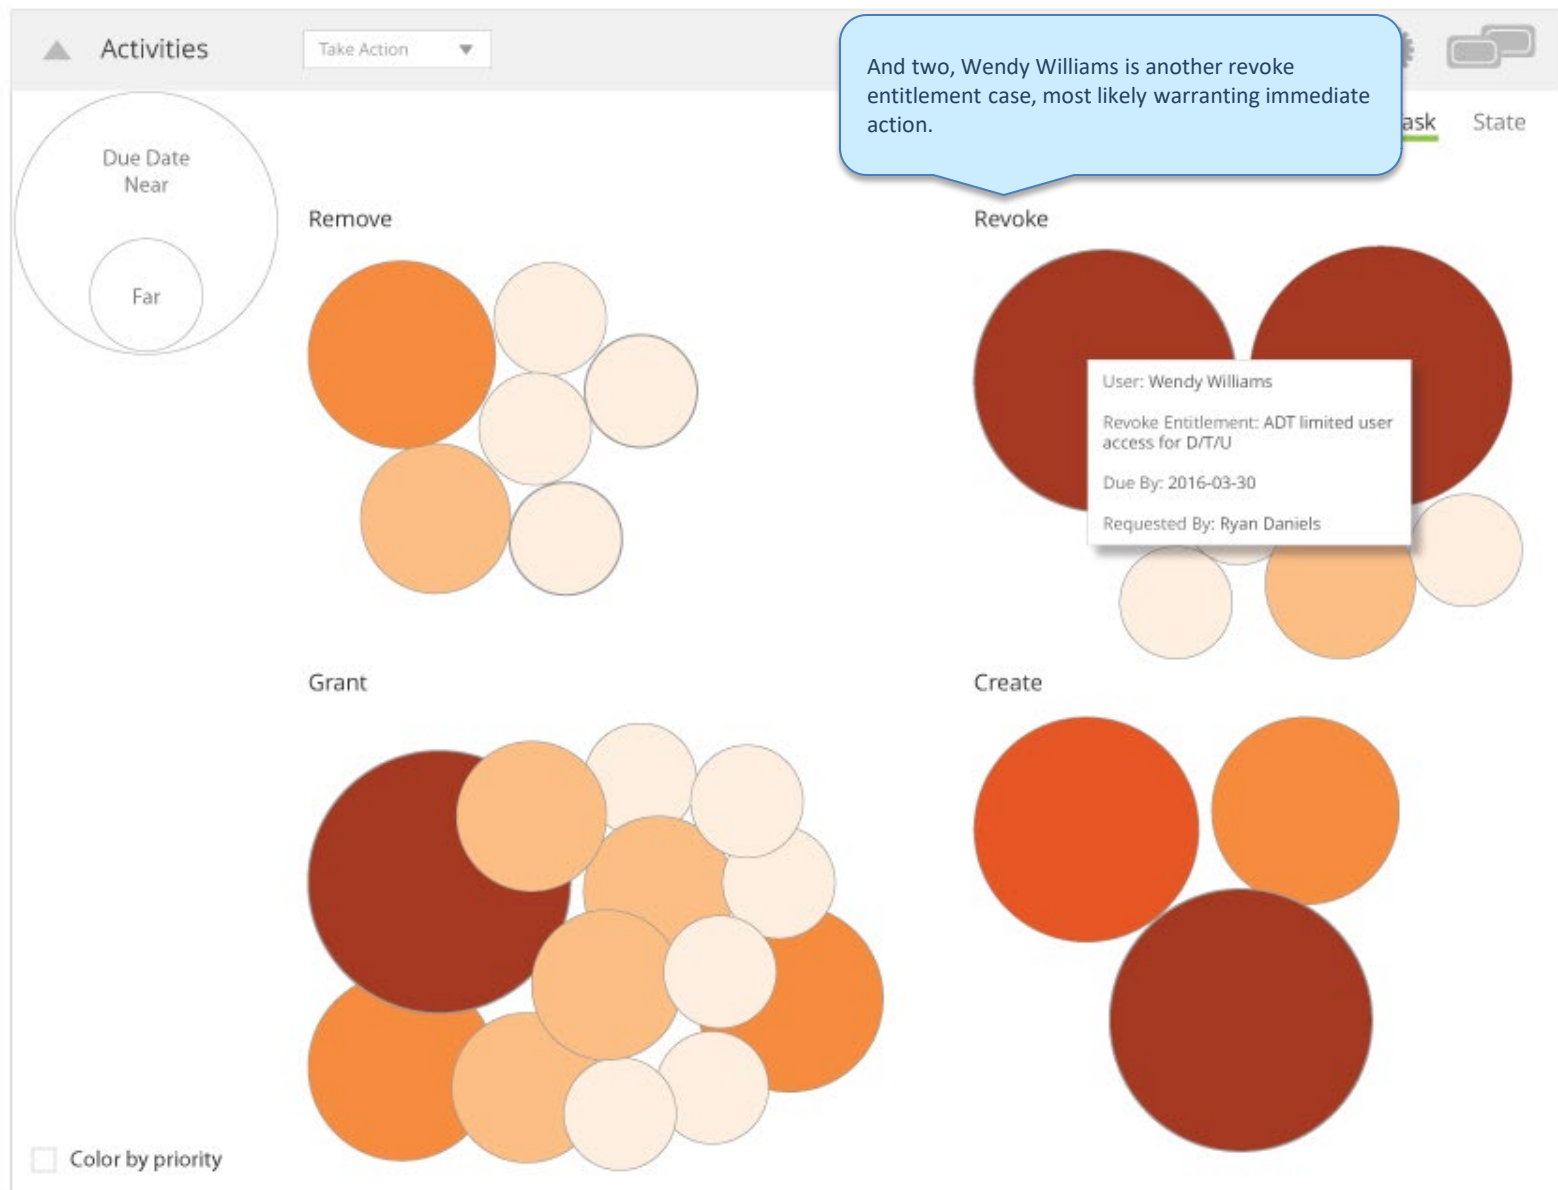 Activities
Take Action
And two, Wendy Williams is another revoke
entitlement case, most likely warranting immediate
action.
State
Due Date
Near
Far
Remove
Revoke
User: Wendy Williams
Revoke Entitlement: ADT limited user
access for D/T/U
Due By: 2016-03-30
Requested By: Ryan Daniels
Grant
Create
Color by priority